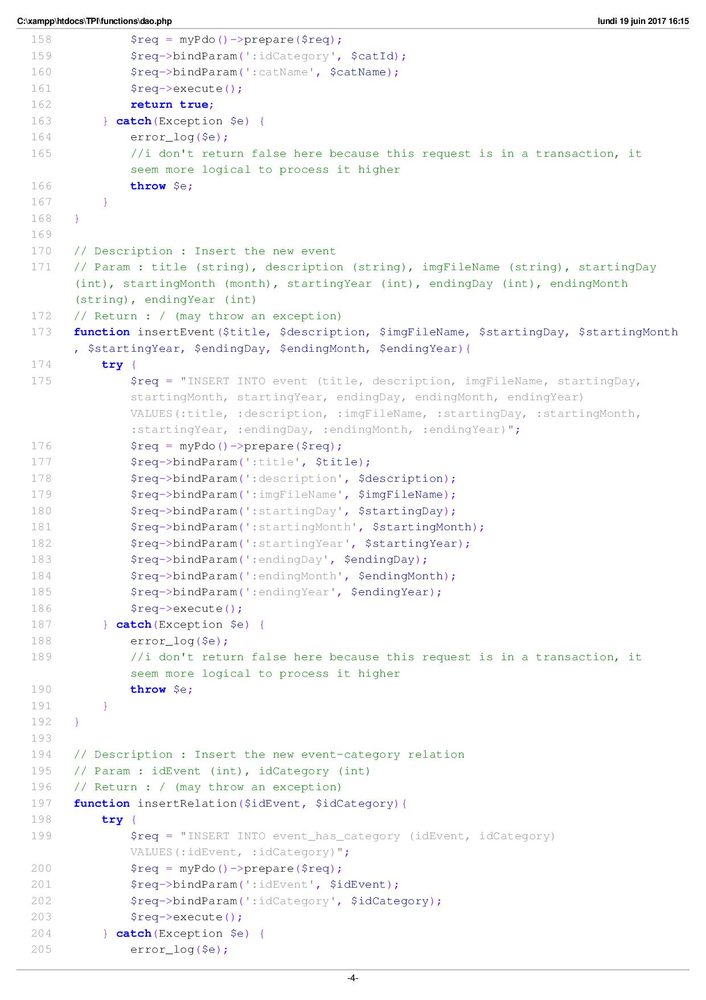 C:\xampp\htdocs\TPI\functions\dao.php lundi 19 juin 2017 16:15
158 $req = myPdo()->prepare($req);
159 $req->bindParam(':idCategory', $catId);
160 $req->bindParam(':catName', $catName);
161 $req->execute();
162 return true;
163 } catch(Exception $e) {
164 error_log($e);
165 //i don't return false here because this request is in a transaction, it
seem more logical to process it higher
166 throw $e;
167 }
168 }
169
170 // Description : Insert the new event
171 // Param : title (string), description (string), imgFileName (string), startingDay
(int), startingMonth (month), startingYear (int), endingDay (int), endingMonth
(string), endingYear (int)
172 // Return : / (may throw an exception)
173 function insertEvent($title, $description, $imgFileName, $startingDay, $startingMonth
, $startingYear, $endingDay, $endingMonth, $endingYear){
174 try {
175 $req = "INSERT INTO event (title, description, imgFileName, startingDay,
startingMonth, startingYear, endingDay, endingMonth, endingYear)
VALUES(:title, :description, :imgFileName, :startingDay, :startingMonth,
:startingYear, :endingDay, :endingMonth, :endingYear)";
176 $req = myPdo()->prepare($req);
177 $req->bindParam(':title', $title);
178 $req->bindParam(':description', $description);
179 $req->bindParam(':imgFileName', $imgFileName);
180 $req->bindParam(':startingDay', $startingDay);
181 $req->bindParam(':startingMonth', $startingMonth);
182 $req->bindParam(':startingYear', $startingYear);
183 $req->bindParam(':endingDay', $endingDay);
184 $req->bindParam(':endingMonth', $endingMonth);
185 $req->bindParam(':endingYear', $endingYear);
186 $req->execute();
187 } catch(Exception $e) {
188 error_log($e);
189 //i don't return false here because this request is in a transaction, it
seem more logical to process it higher
190 throw $e;
191 }
192 }
193
194 // Description : Insert the new event-category relation
195 // Param : idEvent (int), idCategory (int)
196 // Return : / (may throw an exception)
197 function insertRelation($idEvent, $idCategory){
198 try {
199 $req = "INSERT INTO event_has_category (idEvent, idCategory)
VALUES(:idEvent, :idCategory)";
200 $req = myPdo()->prepare($req);
201 $req->bindParam(':idEvent', $idEvent);
202 $req->bindParam(':idCategory', $idCategory);
203 $req->execute();
204 } catch(Exception $e) {
205 error_log($e);
-4-